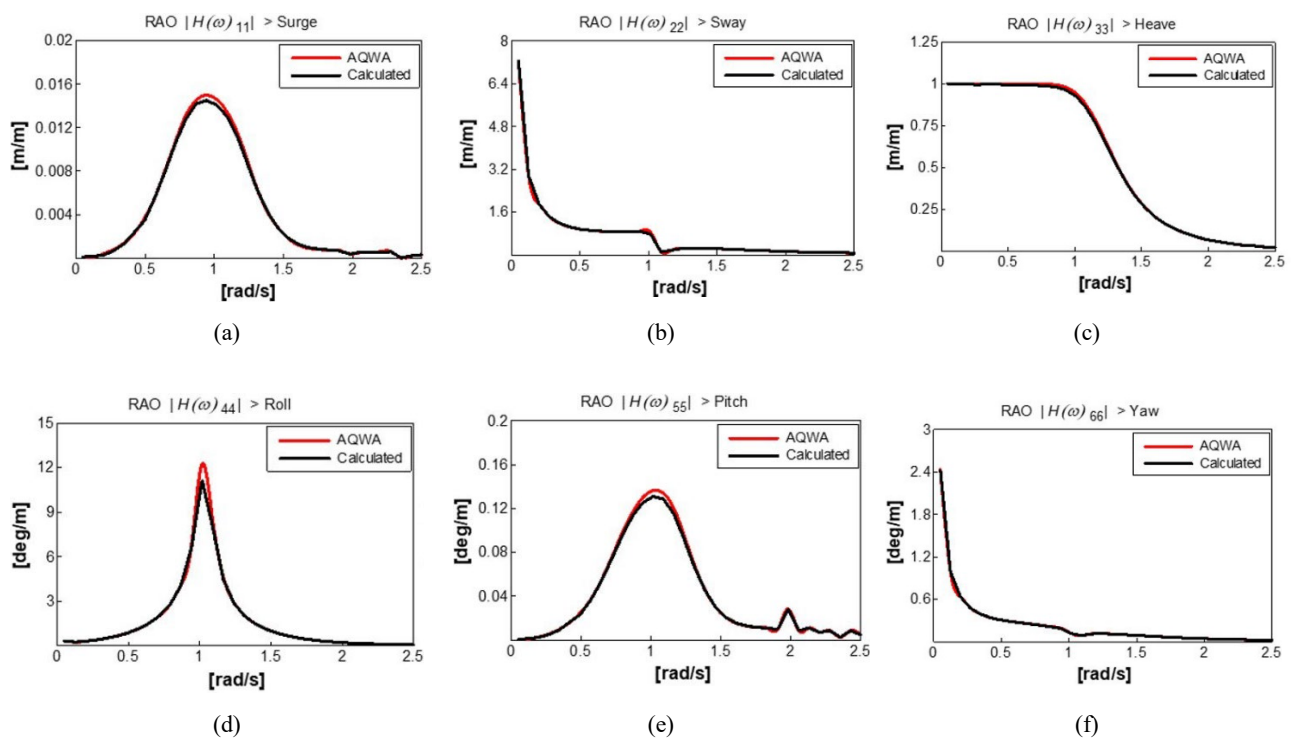 RAO |H(ω) 11| > Surge
0.02
0.016
0.012
0.008
0.004
[m/m]
AQWA
Calculated
0 0.5 1 1.5 2 2.5
[rad/s]
(a)
RAO |H(ω) 22| > Sway
8
6.4
4.8
3.2
1.6
[m/m]
AQWA
Calculated
0 0.5 1 1.5 2 2.5
[rad/s]
(b)
RAO |H(ω) 33| > Heave
1.25
1
0.75
0.5
0.25
[m/m]
AQWA
Calculated
0 0.5 1 1.5 2 2.5
[rad/s]
(c)
RAO |H(ω) 44| > Roll
15
12
9
6
3
[deg/m]
AQWA
Calculated
0 0.5 1 1.5 2 2.5
[rad/s]
(d)
RAO |H(ω) 55| > Pitch
0.2
0.16
0.12
0.08
0.04
[deg/m]
AQWA
Calculated
0 0.5 1 1.5 2 2.5
[rad/s]
(e)
RAO |H(ω) 66| > Yaw
3
2.4
1.8
1.2
0.6
[deg/m]
AQWA
Calculated
0 0.5 1 1.5 2 2.5
[rad/s]
(f)